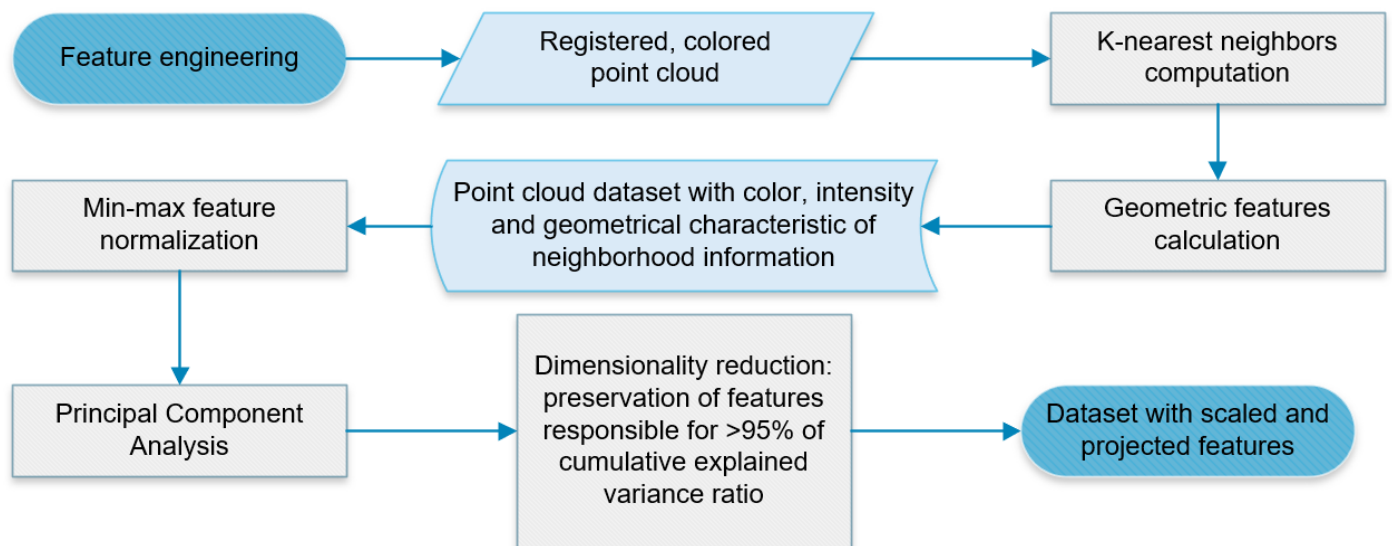 Feature engineering
Registered, colored
point cloud
K-nearest neighbors
computation
Geometric features
calculation
Point cloud dataset with color, intensity
and geometrical characteristic of
neighborhood information
Min-max feature
normalization
Principal Component
Analysis
Dimensionality reduction:
preservation of features
responsible for >95% of
cumulative explained
variance ratio
Dataset with scaled and
projected features